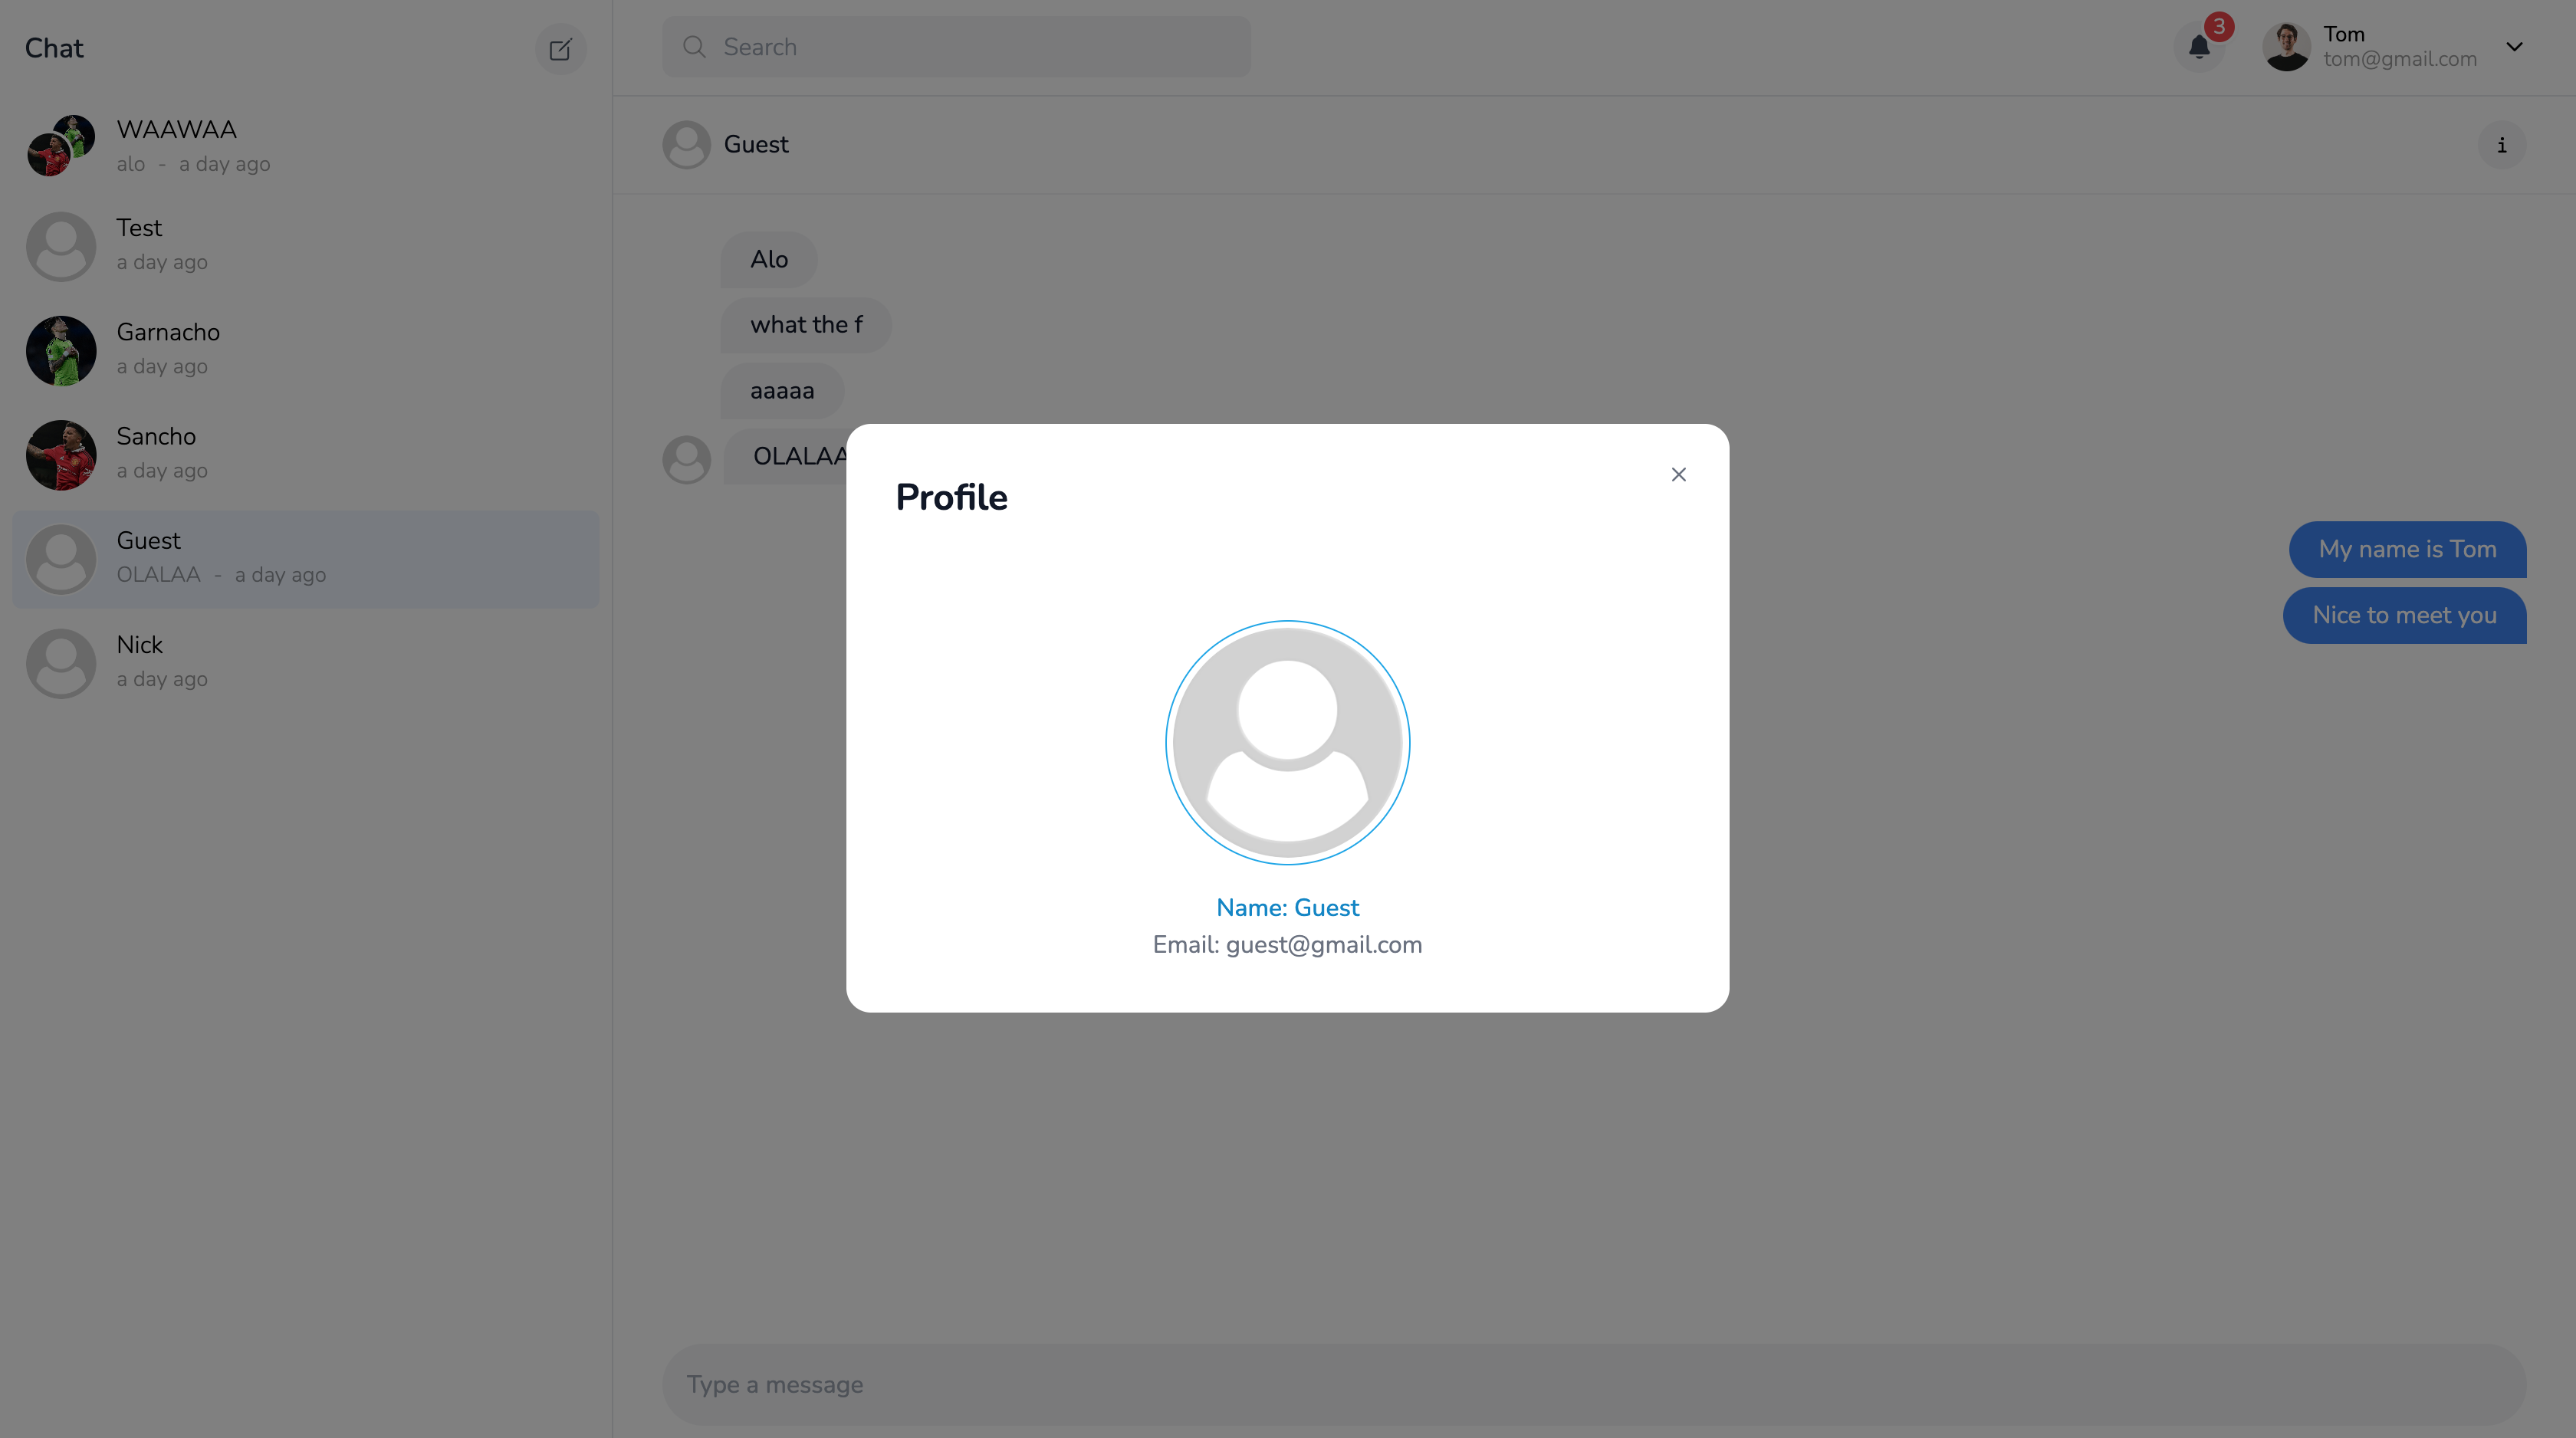 Chat
WAAWAA
alo - a day ago
Test
a day ago
Garnacho
a day ago
Sancho
a day ago
Guest
OLALAA - a day ago
Nick
a day ago
Search
3
Tom
tom@gmail.com
Guest
i
Alo
what the f
aaaaa
OLALAA
My name is Tom
Nice to meet you
Profile
Name: Guest
Email: guest@gmail.com
Type a message